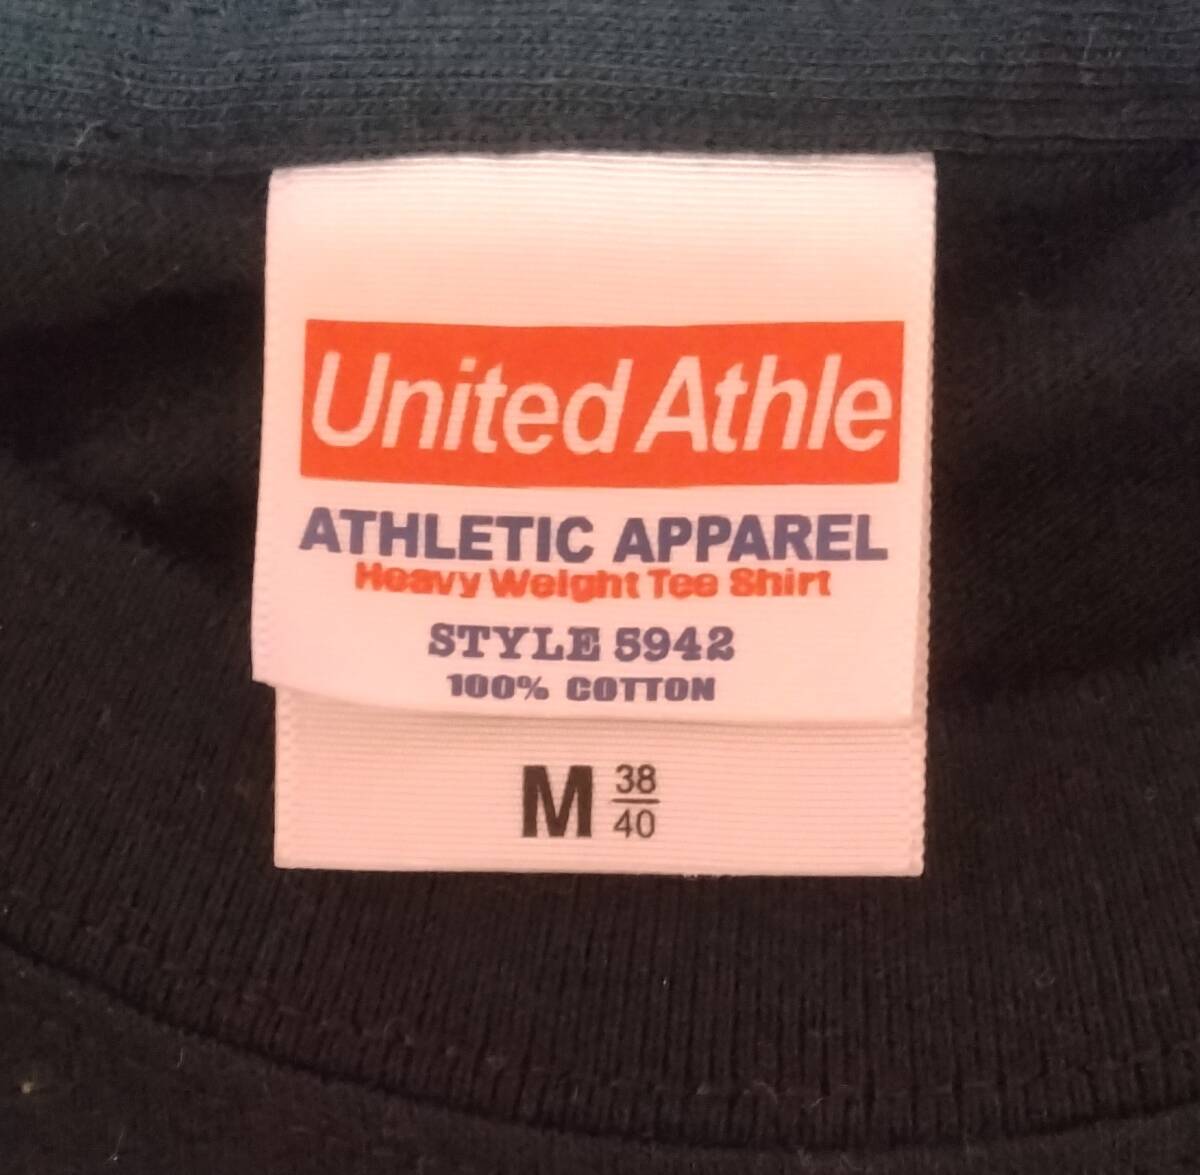 United Athle
ATHLETIC APPAREL
Heavy Weight Tee Shirt
STYLE 5942
100% COTTON
M 38
40